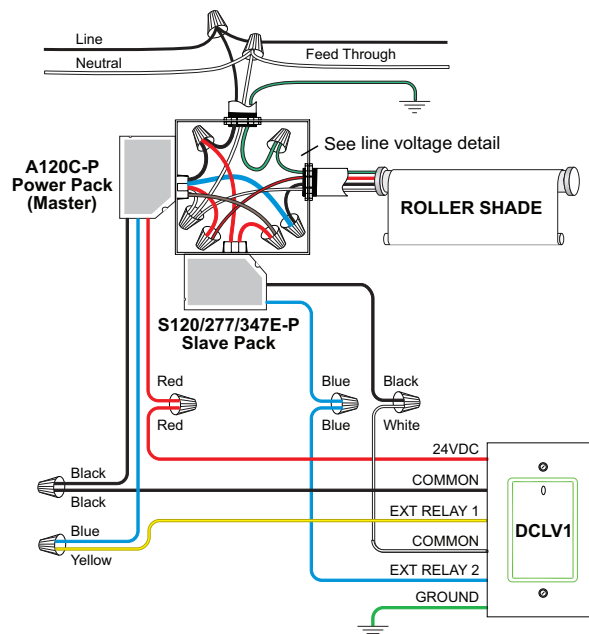 Line
Neutral
Feed Through
See line voltage detail
A120C-P
Power Pack
(Master)
ROLLER SHADE
S120/277/347E-P
Slave Pack
Red
Red
Blue
Blue
Black
White
24VDC
Black
Black
COMMON
Blue
Yellow
EXT RELAY 1
DCLV1
COMMON
EXT RELAY 2
GROUND